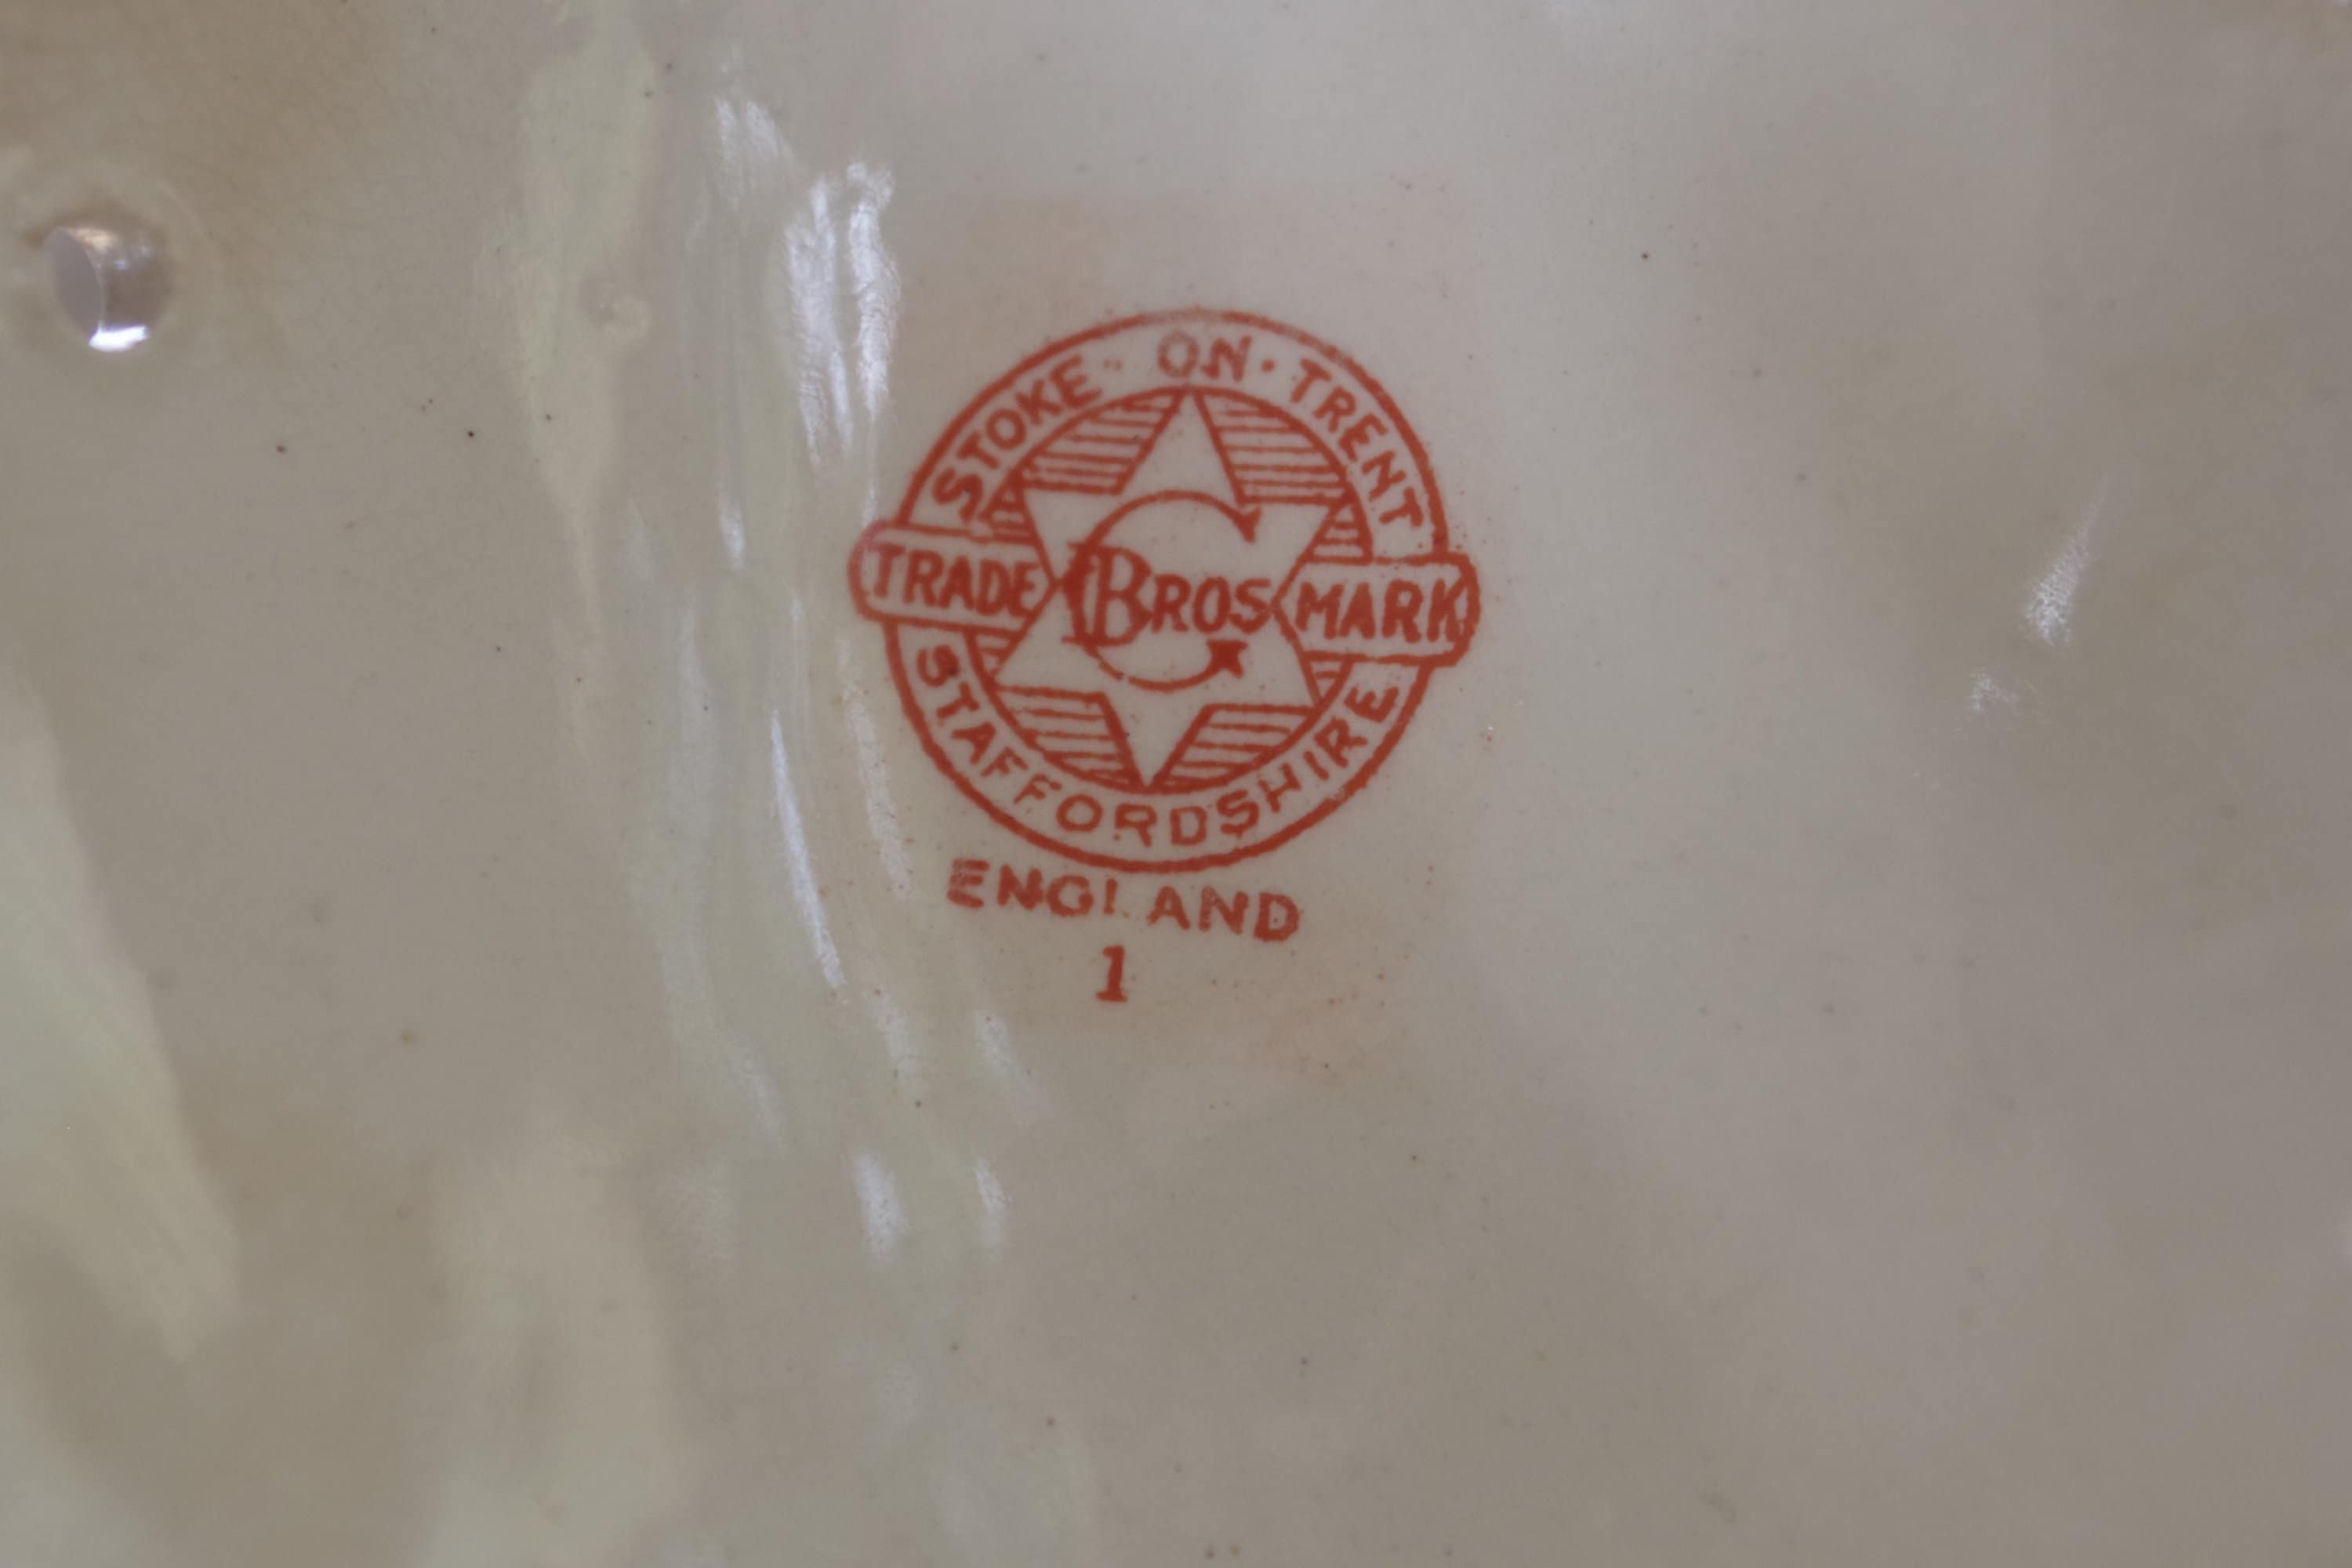 STOKE · ON · TRENT
TRADE G BROS MARK
STAFFORDSHIRE
ENGLAND
1